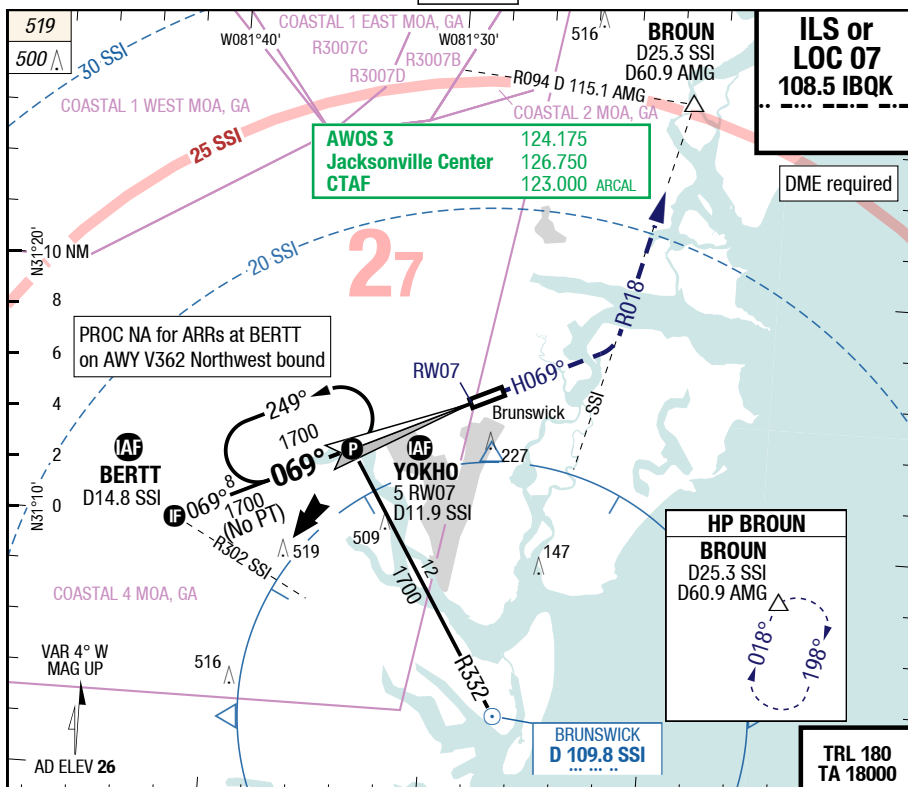 519
500
COASTAL 1 EAST MOA, GA
W081°40'
W081°30'
R3007C
R3007B
R3007D
516
BROUN
D25.3 SSI
D60.9 AMG
ILS or
LOC 07
108.5 IBQK
30 SSI
R094 D 115.1 AMG
COASTAL 1 WEST MOA, GA
COASTAL 2 MOA, GA
25 SSI
AWOS 3 124.175
Jacksonville Center 126.750
CTAF 123.000 ARCAL
DME required
N31°20'
10 NM
20 SSI
27
8
6
4
2
0
R018
PROC NA for ARRs at BERTT
on AWY V362 Northwest bound
RW07
H069°
SSI
249°
Brunswick
1700
IAF
BERTT
D14.8 SSI
P
IAF
YOKHO
5 RW07
D11.9 SSI
227
069°
N31°10'
IF
069°
8
1700
(No PT)
R302 SSI
519
509
147
12
1700
HP BROUN
BROUN
D25.3 SSI
D60.9 AMG
018°
198°
COASTAL 4 MOA, GA
VAR 4° W
MAG UP
516
R332
AD ELEV 26
BRUNSWICK
D 109.8 SSI
TRL 180
TA 18000